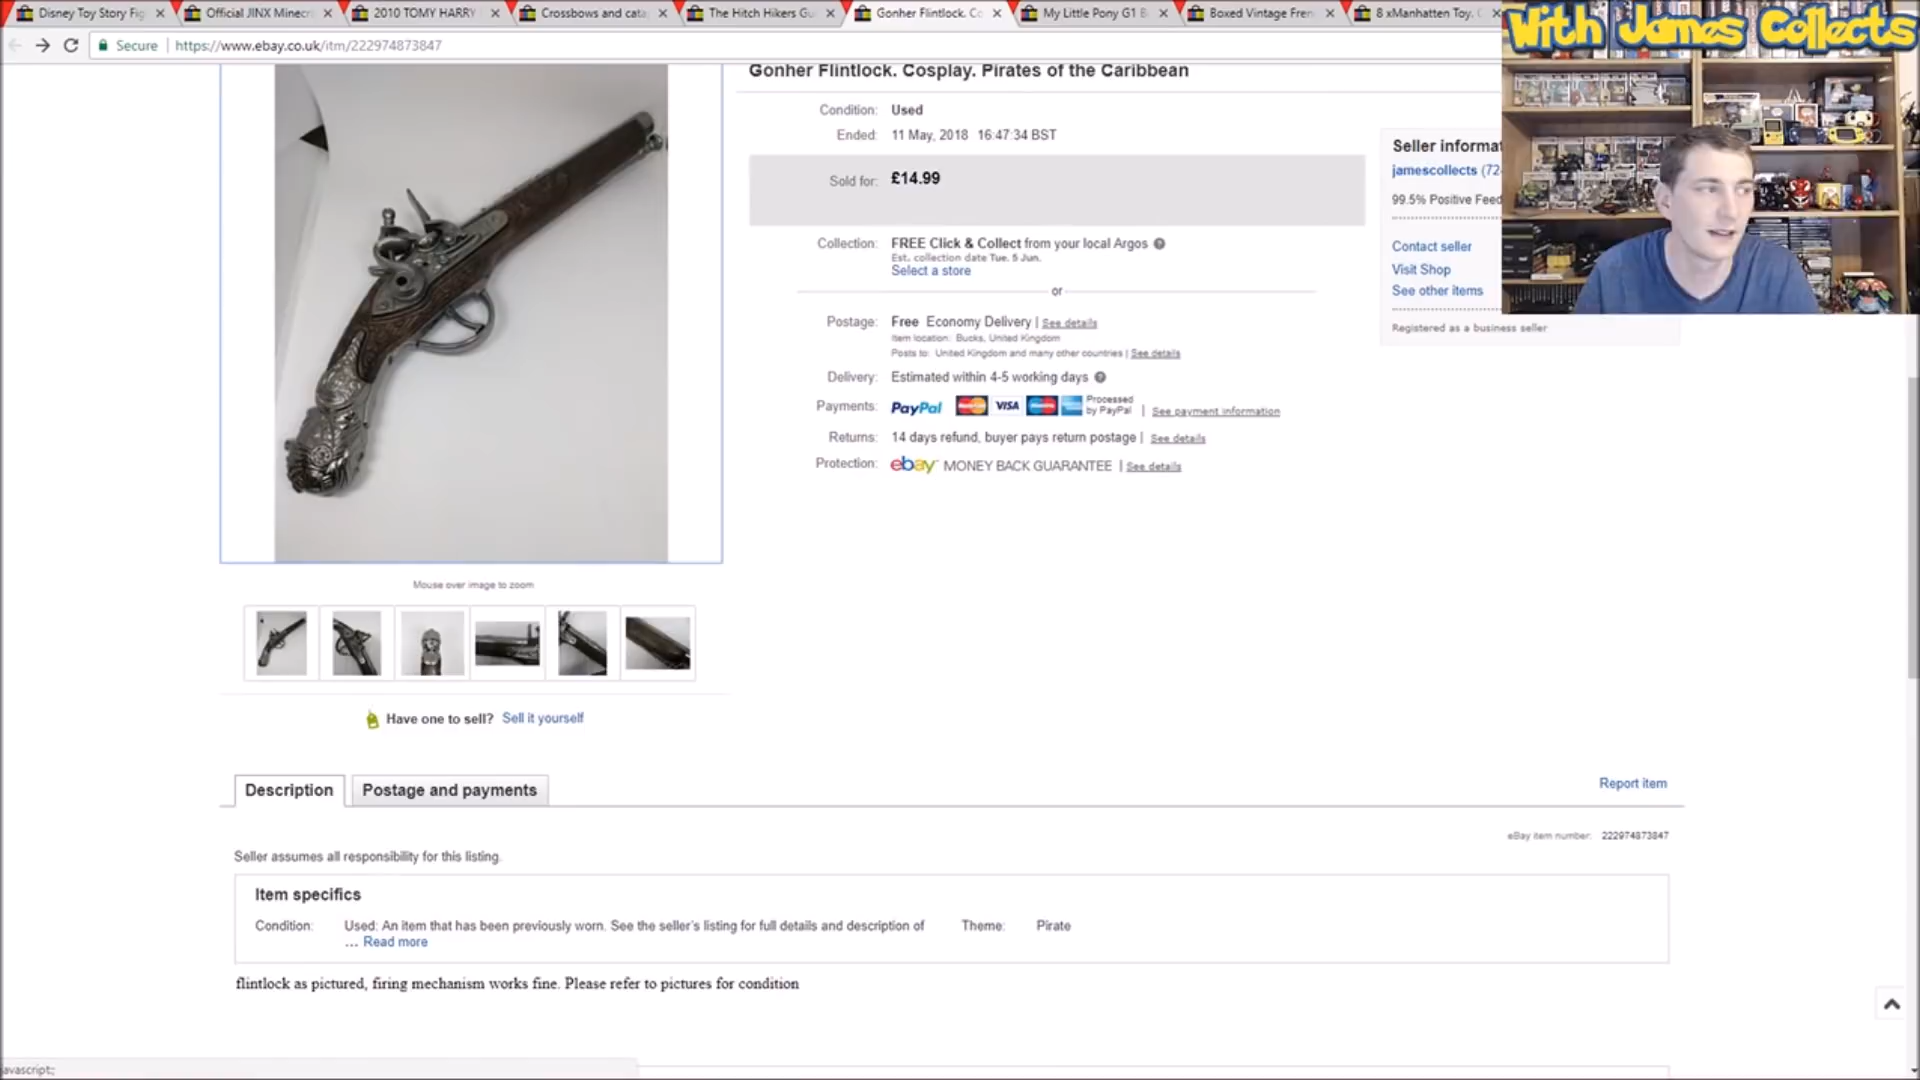 Disney Toy Story Fig
Official JINX Minecr
2010 TOMY HARRY
Crossbows and cata
The Hitch Hikers Gu
Gonher Flintlock. Co
My Little Pony G1 B
Boxed Vintage Fren
8 xManhatten Toy.
With James Collects
Secure
https://www.ebay.co.uk/itm/222974873847
Gonher Flintlock. Cosplay. Pirates of the Caribbean
Condition: Used
Ended: 11 May, 2018 16:47:34 BST
Sold for: £14.99
Collection: FREE Click & Collect from your local Argos
Est. collection date Tue. 5 Jun.
Select a store
or
Postage: Free Economy Delivery | See details
Item location: Bucks, United Kingdom
Posts to: United Kingdom and many other countries | See details
Delivery: Estimated within 4-5 working days
Payments: PayPal VISA Processed by PayPal | See payment information
Returns: 14 days refund, buyer pays return postage | See details
Protection: ebay MONEY BACK GUARANTEE | See details
Seller informat
jamescollects (72
99.5% Positive Feed
Contact seller
Visit Shop
See other items
Registered as a business seller
Mouse over image to zoom
Have one to sell? Sell it yourself
Description
Postage and payments
Report item
eBay item number: 222974873847
Seller assumes all responsibility for this listing.
Item specifics
Condition: Used: An item that has been previously worn. See the seller's listing for full details and description of
... Read more
Theme: Pirate
flintlock as pictured, firing mechanism works fine. Please refer to pictures for condition
avascript:;